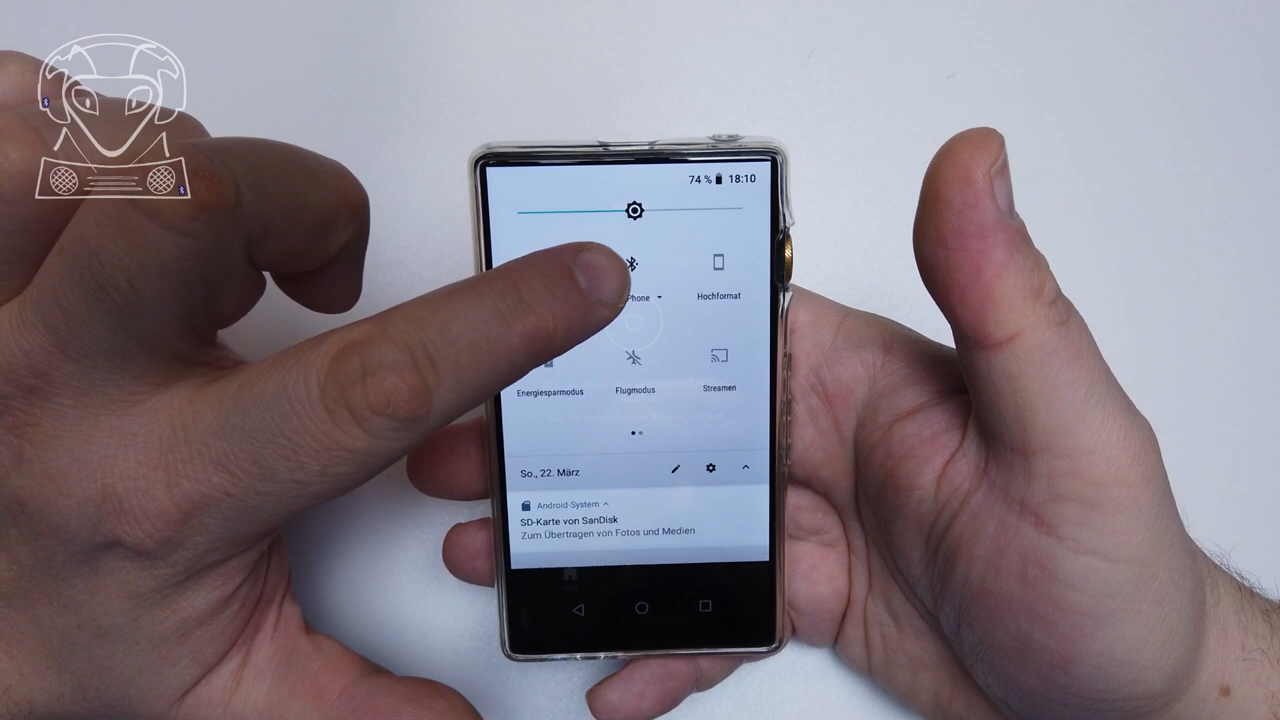 74 % 18:10
Phone
Hochformat
Energiesparmodus
Flugmodus
Streamen
So., 22. März
Android-System
SD-Karte von SanDisk
Zum Übertragen von Fotos und Medien